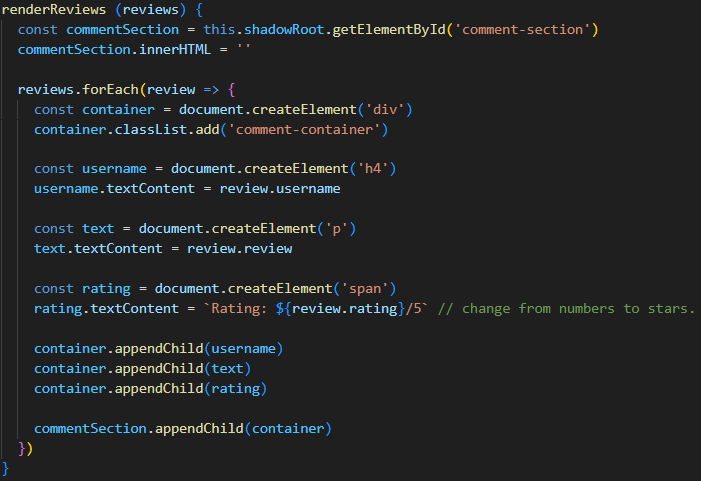 renderReviews (reviews) {
const commentSection = this.shadowRoot.getElementById('comment-section')
commentSection.innerHTML = ''
reviews.forEach(review => {
const container = document.createElement('div')
container.classList.add('comment-container')
const username = document.createElement('h4')
username.textContent = review.username
const text = document.createElement('p')
text.textContent = review.review
const rating = document.createElement('span')
rating.textContent = `Rating: ${review.rating}/5` // change from numbers to stars.
container.appendChild(username)
container.appendChild(text)
container.appendChild(rating)
commentSection.appendChild(container)
})
}